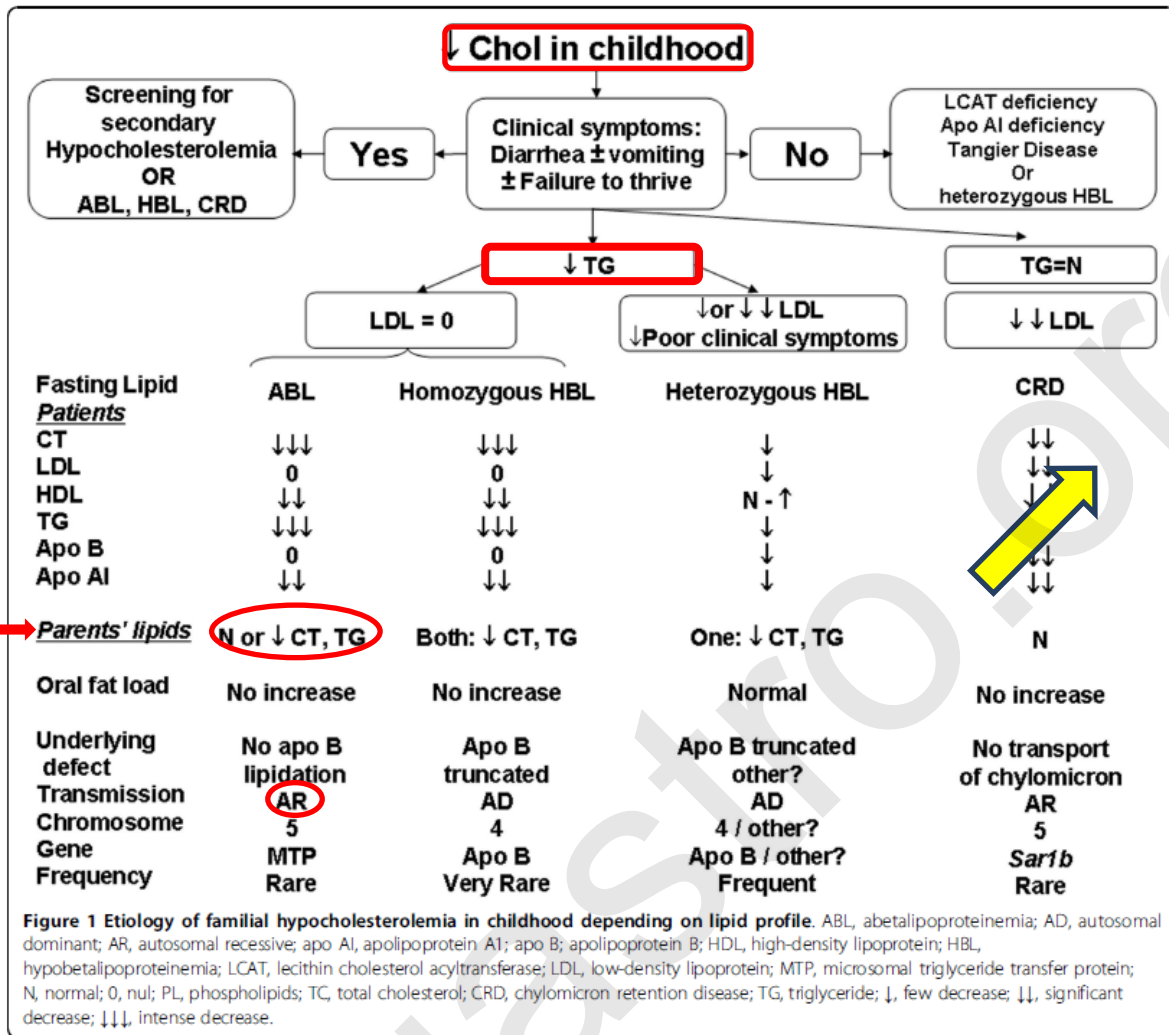 ↓ Chol in childhood
Screening for
secondary
Hypocholesterolemia
OR
ABL, HBL, CRD
Yes
Clinical symptoms:
Diarrhea ± vomiting
± Failure to thrive
No
LCAT deficiency
Apo AI deficiency
Tangier Disease
Or
heterozygous HBL
↓ TG
TG=N
LDL = 0
↓or ↓ ↓ LDL
↓Poor clinical symptoms
↓ ↓ LDL
Fasting Lipid ABL Homozygous HBL Heterozygous HBL CRD
Patients
CT ↓↓↓ ↓↓↓ ↓ ↓↓
LDL 0 0 ↓ ↓↓
HDL ↓↓ ↓↓ N - ↑
TG ↓↓↓ ↓↓↓ ↓
Apo B 0 0 ↓ ↓↓
Apo AI ↓↓ ↓↓ ↓ ↓↓
Parents' lipids N or ↓ CT, TG Both: ↓ CT, TG One: ↓ CT, TG N
Oral fat load No increase No increase Normal No increase
Underlying No apo B Apo B Apo B truncated No transport
defect lipidation truncated other? of chylomicron
Transmission AR AD AD AR
Chromosome 5 4 4 / other? 5
Gene MTP Apo B Apo B / other? Sar1b
Frequency Rare Very Rare Frequent Rare
Figure 1 Etiology of familial hypocholesterolemia in childhood depending on lipid profile. ABL, abetalipoproteinemia; AD, autosomal
dominant; AR, autosomal recessive; apo AI, apolipoprotein A1; apo B; apolipoprotein B; HDL, high-density lipoprotein; HBL,
hypobetalipoproteinemia; LCAT, lecithin cholesterol acyltransferase; LDL, low-density lipoprotein; MTP, microsomal triglyceride transfer protein;
N, normal; 0, nul; PL, phospholipids; TC, total cholesterol; CRD, chylomicron retention disease; TG, triglyceride; ↓, few decrease; ↓↓, significant
decrease; ↓↓↓, intense decrease.